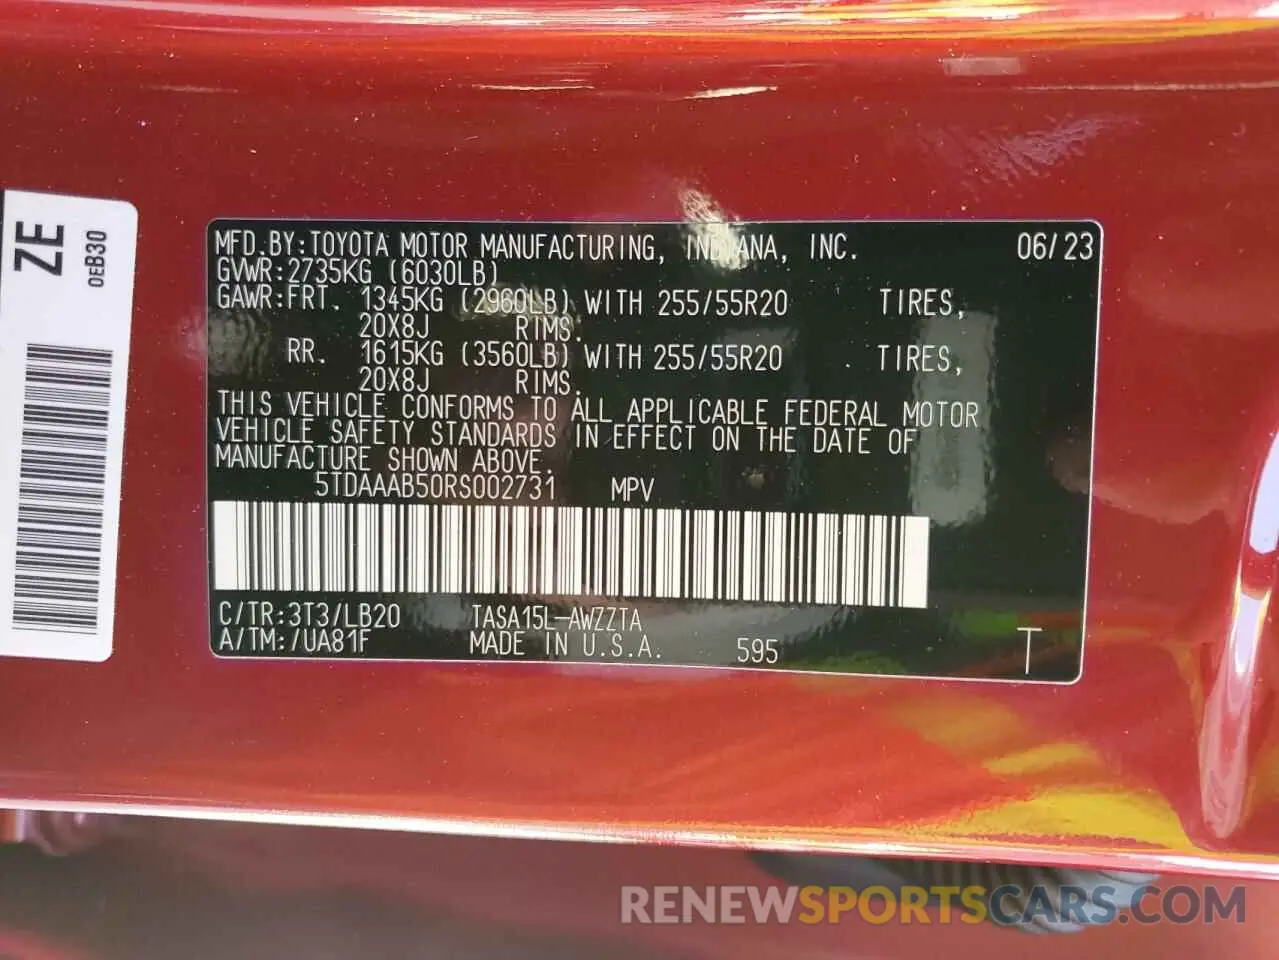 ZE
0EB30
MFD.BY:TOYOTA MOTOR MANUFACTURING, INDIANA, INC. 06/23
GVWR:2735KG (6030LB)
GAWR:FRT. 1345KG (2960LB) WITH 255/55R20 TIRES,
20X8J RIMS.
RR. 1615KG (3560LB) WITH 255/55R20 TIRES,
20X8J RIMS.
THIS VEHICLE CONFORMS TO ALL APPLICABLE FEDERAL MOTOR
VEHICLE SAFETY STANDARDS IN EFFECT ON THE DATE OF
MANUFACTURE SHOWN ABOVE.
5TDAAAB50RS002731 MPV
C/TR:3T3/LB20 TASA15L-AWZZTA
A/TM:/UA81F MADE IN U.S.A. 595 T
RENEWSPORTSCARS.COM